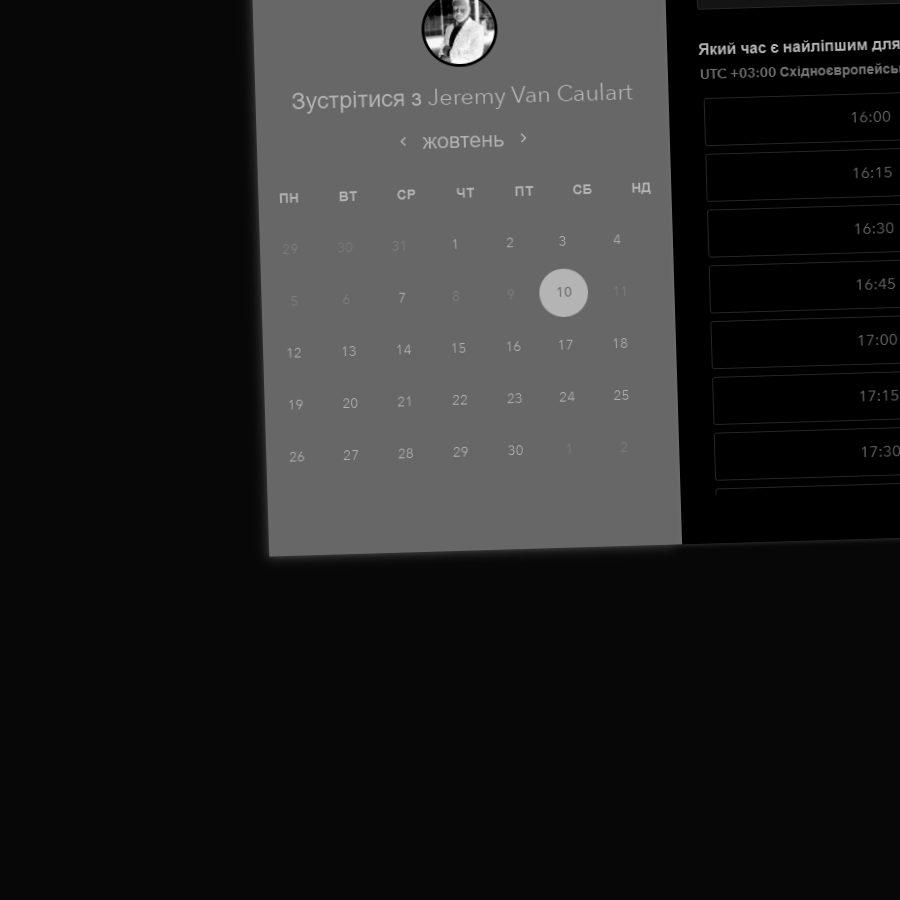 Зустрітися з Jeremy Van Caulart
‹ жовтень ›
ПН ВТ СР ЧТ ПТ СБ НД
29 30 31 1 2 3 4
5 6 7 8 9 10 11
12 13 14 15 16 17 18
19 20 21 22 23 24 25
26 27 28 29 30 1 2
Який час є найліпшим для
UTC +03:00 Східноєвропейсь
16:00
16:15
16:30
16:45
17:00
17:15
17:30